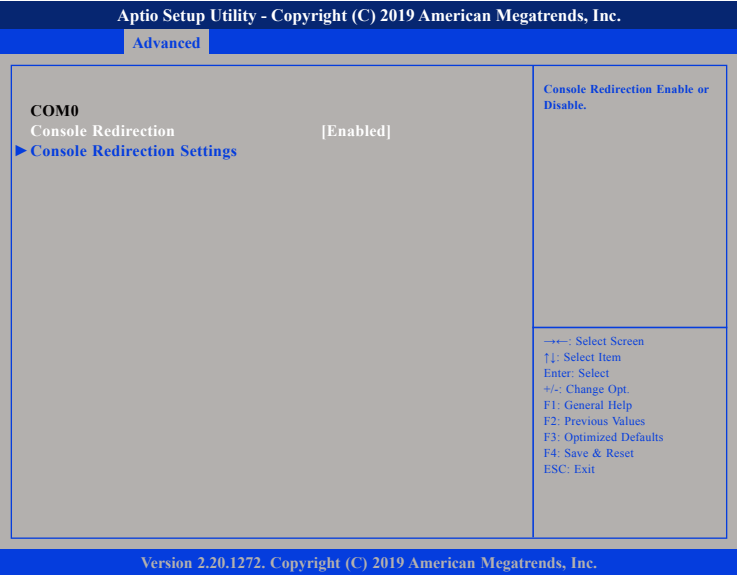 Aptio Setup Utility - Copyright (C) 2019 American Megatrends, Inc.
Advanced
COM0
Console Redirection [Enabled]
►Console Redirection Settings
Console Redirection Enable or
Disable.
→←: Select Screen
↑↓: Select Item
Enter: Select
+/-: Change Opt.
F1: General Help
F2: Previous Values
F3: Optimized Defaults
F4: Save & Reset
ESC: Exit
Version 2.20.1272. Copyright (C) 2019 American Megatrends, Inc.